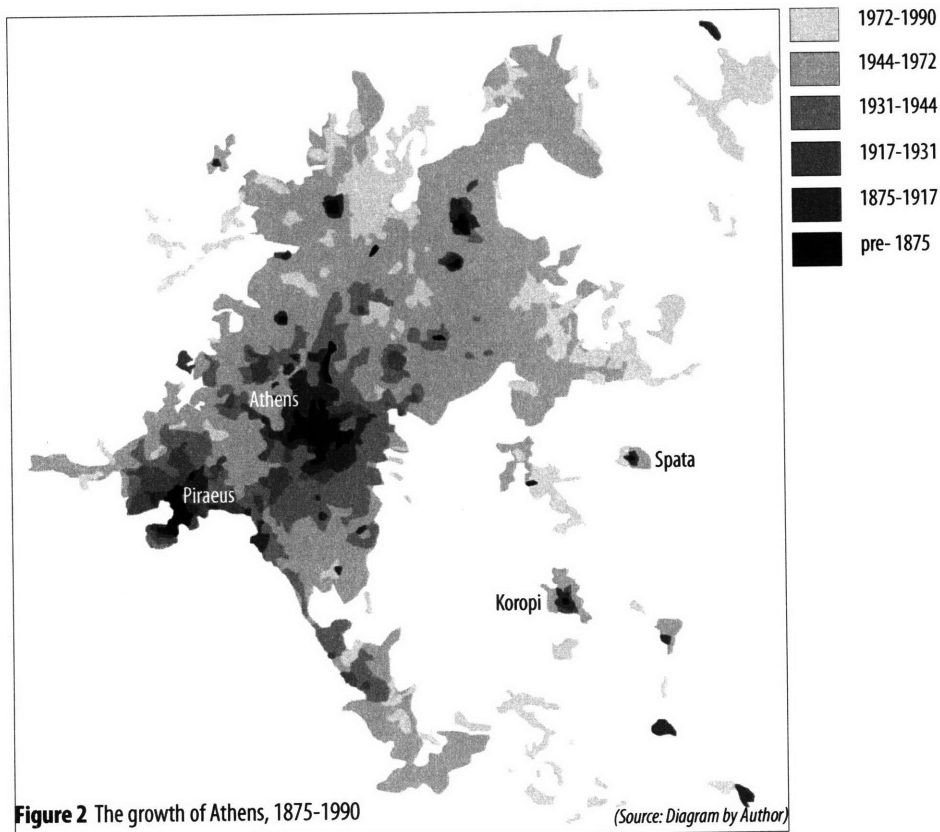 1972-1990
1944-1972
1931-1944
1917-1931
1875-1917
pre- 1875
Athens
Piraeus
Spata
Koropi
Figure 2 The growth of Athens, 1875-1990
(Source: Diagram by Author)